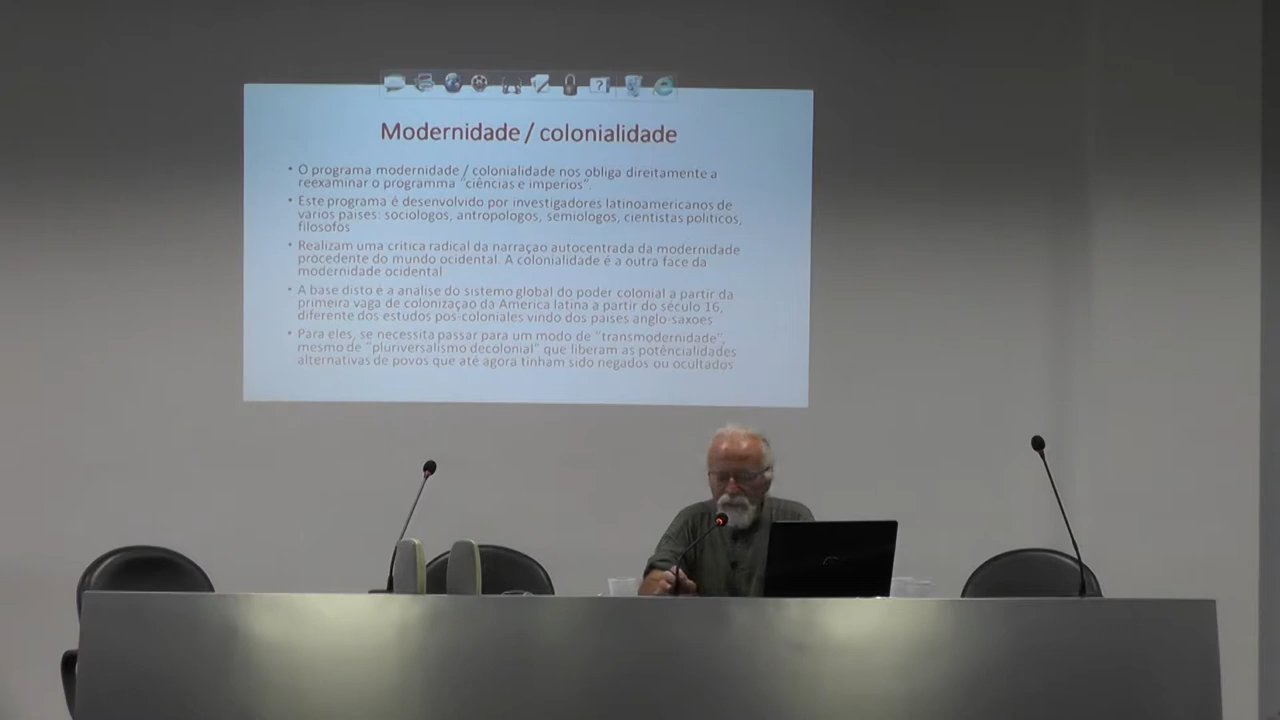 Modernidade / colonialidade
• O programa modernidade / colonialidade nos obliga direitamente a
reexaminar o programma "ciências e imperios".
• Este programa é desenvolvido por investigadores latinoamericanos de
varios paises: sociologos, antropologos, semiologos, cientistas politicos,
filosofos
• Realizam uma critica radical da narraçao autocentrada da modernidade
procedente do mundo ocidental. A colonialidade é a outra face da
modernidade ocidental
• A base disto é a analise do sistemo global do poder colonial a partir da
primeira vaga de colonizaçao da America latina a partir do século 16,
diferente dos estudos pos-coloniales vindo dos paises anglo-saxoes
• Para eles, se necessita passar para um modo de "transmodernidade",
mesmo de "pluriversalismo decolonial" que liberam as potêncialidades
alternativas de povos que até agora tinham sido negados ou ocultados.